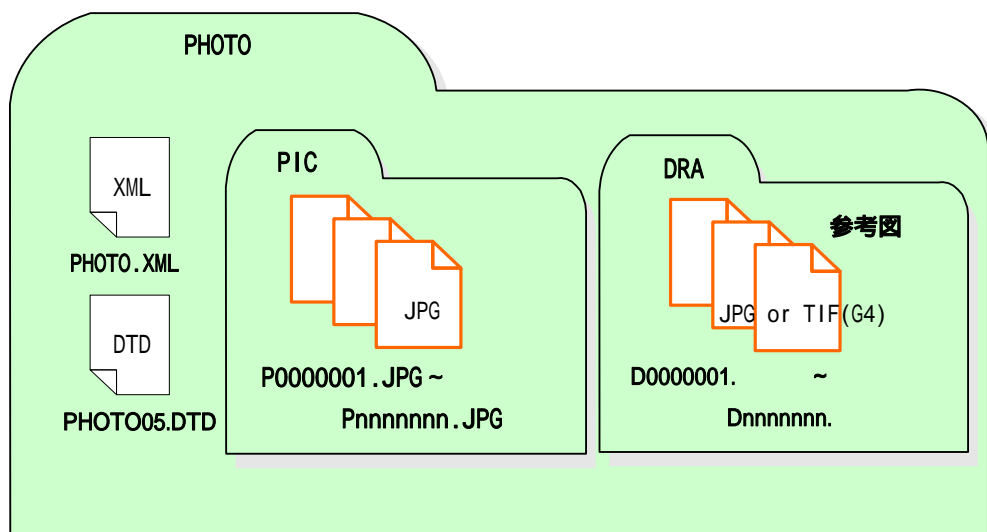 PHOTO
XML
PHOTO.XML
DTD
PHOTO05.DTD
PIC
JPG
P0000001.JPG～
Pnnnnnnn.JPG
DRA
参考図
JPG or TIF(G4)
D0000001. ～
Dnnnnnnn.